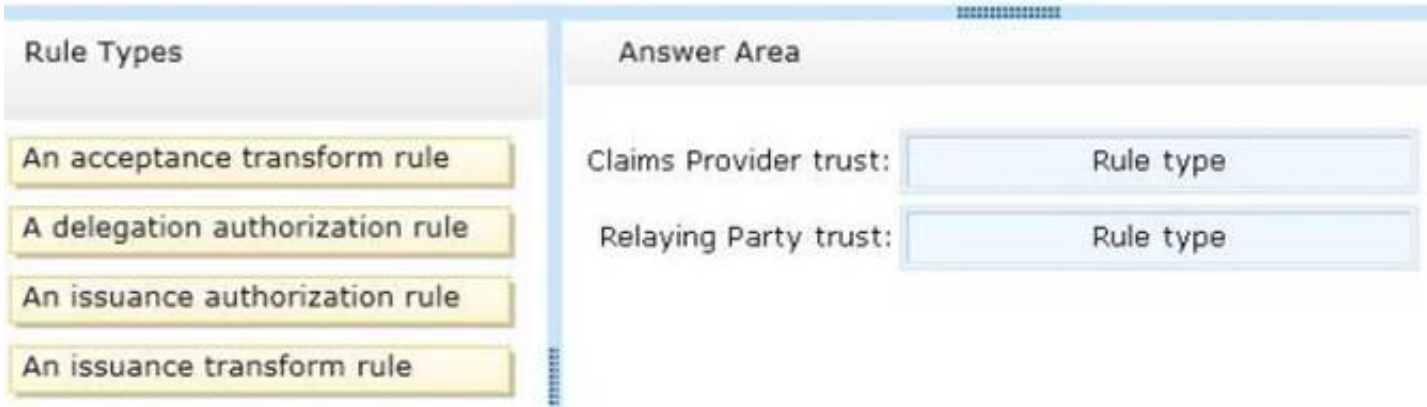 Rule Types
An acceptance transform rule
A delegation authorization rule
An issuance authorization rule
An issuance transform rule
Answer Area
Claims Provider trust: Rule type
Relaying Party trust: Rule type